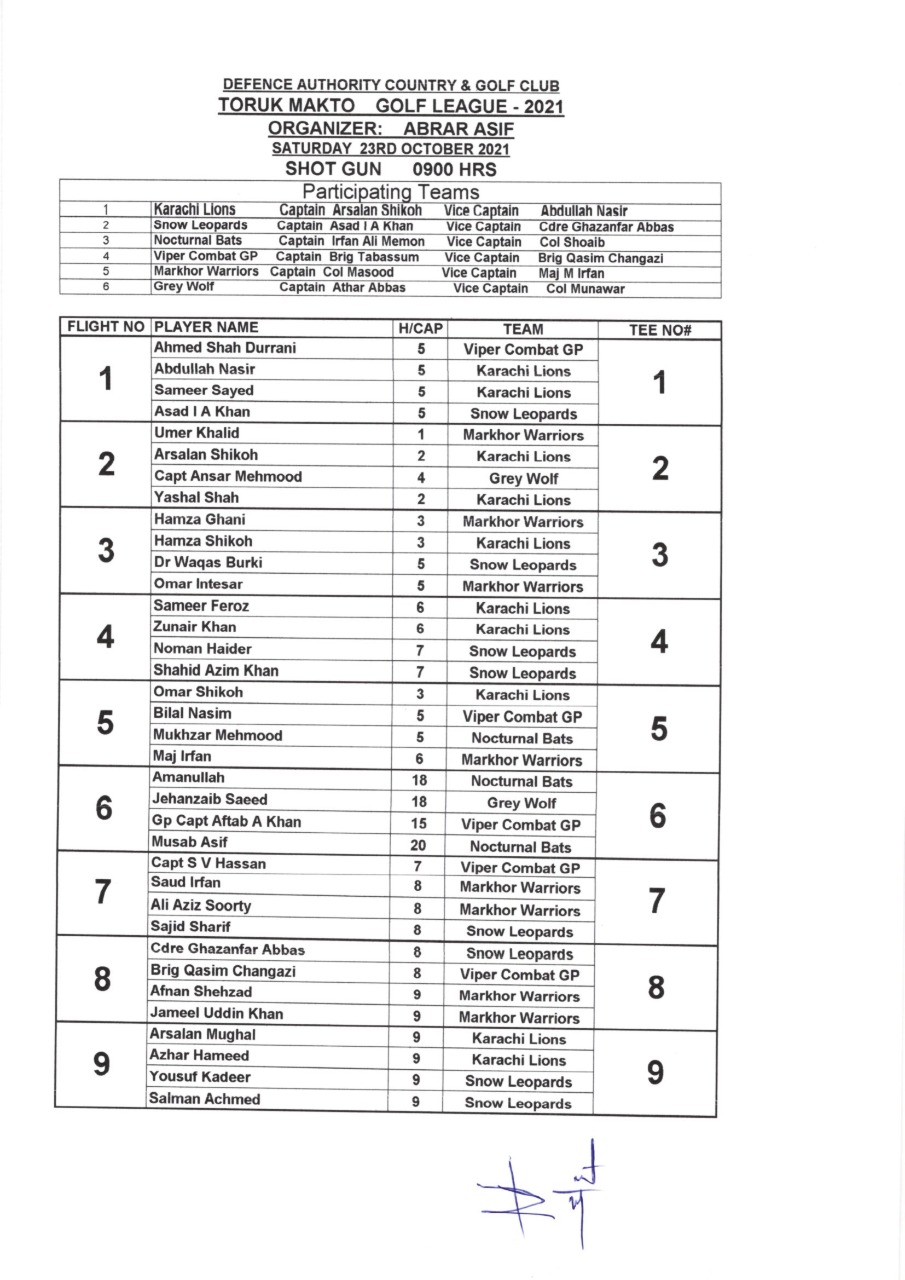 DEFENCE AUTHORITY COUNTRY & GOLF CLUB
TORUK MAKTO GOLF LEAGUE - 2021
ORGANIZER: ABRAR ASIF
SATURDAY 23RD OCTOBER 2021
SHOT GUN 0900 HRS
Participating Teams
1 Karachi Lions Captain Arsalan Shikoh Vice Captain Abdullah Nasir
2 Snow Leopards Captain Asad I A Khan Vice Captain Cdre Ghazanfar Abbas
3 Nocturnal Bats Captain Irfan Ali Memon Vice Captain Col Shoaib
4 Viper Combat GP Captain Brig Tabassum Vice Captain Brig Qasim Changazi
5 Markhor Warriors Captain Col Masood Vice Captain Maj M Irfan
6 Grey Wolf Captain Athar Abbas Vice Captain Col Munawar
FLIGHT NO PLAYER NAME H/CAP TEAM TEE NO#
1 Ahmed Shah Durrani 5 Viper Combat GP 1
Abdullah Nasir 5 Karachi Lions
Sameer Sayed 5 Karachi Lions
Asad I A Khan 5 Snow Leopards
2 Umer Khalid 1 Markhor Warriors 2
Arsalan Shikoh 2 Karachi Lions
Capt Ansar Mehmood 4 Grey Wolf
Yashal Shah 2 Karachi Lions
3 Hamza Ghani 3 Markhor Warriors 3
Hamza Shikoh 3 Karachi Lions
Dr Waqas Burki 5 Snow Leopards
Omar Intesar 5 Markhor Warriors
4 Sameer Feroz 6 Karachi Lions 4
Zunair Khan 6 Karachi Lions
Noman Haider 7 Snow Leopards
Shahid Azim Khan 7 Snow Leopards
5 Omar Shikoh 3 Karachi Lions 5
Bilal Nasim 5 Viper Combat GP
Mukhzar Mehmood 5 Nocturnal Bats
Maj Irfan 6 Markhor Warriors
6 Amanullah 18 Nocturnal Bats 6
Jehanzaib Saeed 18 Grey Wolf
Gp Capt Aftab A Khan 15 Viper Combat GP
Musab Asif 20 Nocturnal Bats
7 Capt S V Hassan 7 Viper Combat GP 7
Saud Irfan 8 Markhor Warriors
Ali Aziz Soorty 8 Markhor Warriors
Sajid Sharif 8 Snow Leopards
8 Cdre Ghazanfar Abbas 8 Snow Leopards 8
Brig Qasim Changazi 8 Viper Combat GP
Afnan Shehzad 9 Markhor Warriors
Jameel Uddin Khan 9 Markhor Warriors
9 Arsalan Mughal 9 Karachi Lions 9
Azhar Hameed 9 Karachi Lions
Yousuf Kadeer 9 Snow Leopards
Salman Achmed 9 Snow Leopards